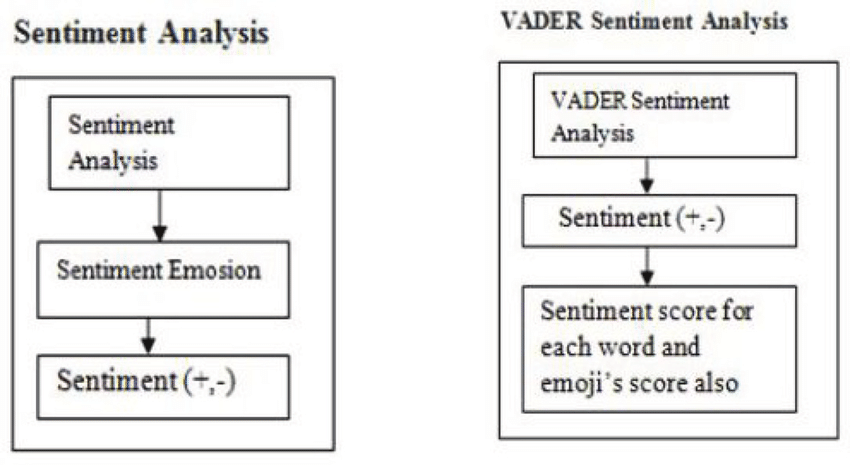 Sentiment Analysis
Sentiment
Analysis
Sentiment Emosion
Sentiment (+,-)
VADER Sentiment Analysis
VADER Sentiment
Analysis
Sentiment (+,-)
Sentiment score for
each word and
emoji's score also